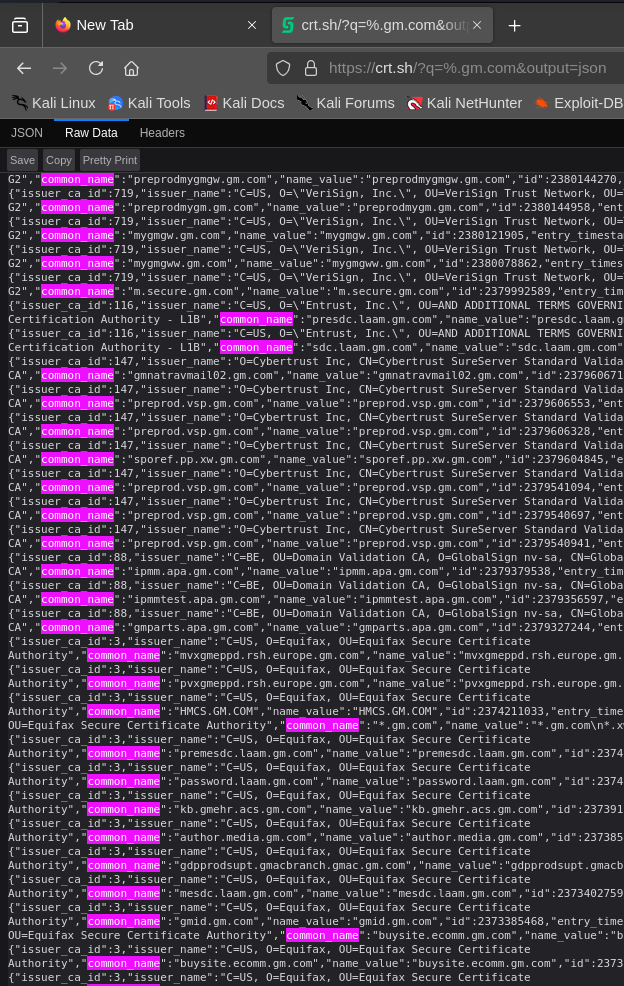 New Tab
crt.sh/?q=%.gm.com&out
https://crt.sh/?q=%.gm.com&output=json
Kali Linux
Kali Tools
Kali Docs
Kali Forums
Kali NetHunter
Exploit-DB
JSON
Raw Data
Headers
Save
Copy
Pretty Print
G2","common_name":"preprodmygmgw.gm.com","name_value":"preprodmygmgw.gm.com","id":2380144270,
{"issuer_ca_id":719,"issuer_name":"C=US, O=\"VeriSign, Inc.\", OU=VeriSign Trust Network, OU=
G2","common_name":"preprodmygm.gm.com","name_value":"preprodmygm.gm.com","id":2380144958,"ent
{"issuer_ca_id":719,"issuer_name":"C=US, O=\"VeriSign, Inc.\", OU=VeriSign Trust Network, OU=
G2","common_name":"mygmgw.gm.com","name_value":"mygmgw.gm.com","id":2380121905,"entry_timesta
{"issuer_ca_id":719,"issuer_name":"C=US, O=\"VeriSign, Inc.\", OU=VeriSign Trust Network, OU=
G2","common_name":"mygmgww.gm.com","name_value":"mygmgww.gm.com","id":2380078862,"entry_times
{"issuer_ca_id":719,"issuer_name":"C=US, O=\"VeriSign, Inc.\", OU=VeriSign Trust Network, OU=
G2","common_name":"m.secure.gm.com","name_value":"m.secure.gm.com","id":2379992589,"entry_tim
{"issuer_ca_id":116,"issuer_name":"C=US, O=\"Entrust, Inc.\", OU=AND ADDITIONAL TERMS GOVERNI
Certification Authority - L1B","common_name":"presdc.laam.gm.com","name_value":"presdc.laam.g
{"issuer_ca_id":116,"issuer_name":"C=US, O=\"Entrust, Inc.\", OU=AND ADDITIONAL TERMS GOVERNI
Certification Authority - L1B","common_name":"sdc.laam.gm.com","name_value":"sdc.laam.gm.com"
{"issuer_ca_id":147,"issuer_name":"O=Cybertrust Inc, CN=Cybertrust SureServer Standard Valida
CA","common_name":"gmnatravmail02.gm.com","name_value":"gmnatravmail02.gm.com","id":237960671
{"issuer_ca_id":147,"issuer_name":"O=Cybertrust Inc, CN=Cybertrust SureServer Standard Valida
CA","common_name":"preprod.vsp.gm.com","name_value":"preprod.vsp.gm.com","id":2379606553,"ent
{"issuer_ca_id":147,"issuer_name":"O=Cybertrust Inc, CN=Cybertrust SureServer Standard Valida
CA","common_name":"preprod.vsp.gm.com","name_value":"preprod.vsp.gm.com","id":2379606328,"ent
{"issuer_ca_id":147,"issuer_name":"O=Cybertrust Inc, CN=Cybertrust SureServer Standard Valida
CA","common_name":"sporef.pp.xw.gm.com","name_value":"sporef.pp.xw.gm.com","id":2379604845,"e
{"issuer_ca_id":147,"issuer_name":"O=Cybertrust Inc, CN=Cybertrust SureServer Standard Valida
CA","common_name":"preprod.vsp.gm.com","name_value":"preprod.vsp.gm.com","id":2379541094,"ent
{"issuer_ca_id":147,"issuer_name":"O=Cybertrust Inc, CN=Cybertrust SureServer Standard Valida
CA","common_name":"preprod.vsp.gm.com","name_value":"preprod.vsp.gm.com","id":2379540697,"ent
{"issuer_ca_id":147,"issuer_name":"O=Cybertrust Inc, CN=Cybertrust SureServer Standard Valida
CA","common_name":"preprod.vsp.gm.com","name_value":"preprod.vsp.gm.com","id":2379540941,"ent
{"issuer_ca_id":88,"issuer_name":"C=BE, OU=Domain Validation CA, O=GlobalSign nv-sa, CN=Globa
CA","common_name":"ipmm.apa.gm.com","name_value":"ipmm.apa.gm.com","id":2379379538,"entry_tim
{"issuer_ca_id":88,"issuer_name":"C=BE, OU=Domain Validation CA, O=GlobalSign nv-sa, CN=Globa
CA","common_name":"ipmmtest.apa.gm.com","name_value":"ipmmtest.apa.gm.com","id":2379356597,"e
{"issuer_ca_id":88,"issuer_name":"C=BE, OU=Domain Validation CA, O=GlobalSign nv-sa, CN=Globa
CA","common_name":"gmparts.apa.gm.com","name_value":"gmparts.apa.gm.com","id":2379327244,"ent
{"issuer_ca_id":3,"issuer_name":"C=US, O=Equifax, OU=Equifax Secure Certificate
Authority","common_name":"mvxgmeppd.rsh.europe.gm.com","name_value":"mvxgmeppd.rsh.europe.gm.
{"issuer_ca_id":3,"issuer_name":"C=US, O=Equifax, OU=Equifax Secure Certificate
Authority","common_name":"pvxgmeppd.rsh.europe.gm.com","name_value":"pvxgmeppd.rsh.europe.gm.
{"issuer_ca_id":3,"issuer_name":"C=US, O=Equifax, OU=Equifax Secure Certificate
Authority","common_name":"HMCS.GM.COM","name_value":"HMCS.GM.COM","id":2374211033,"entry_time
OU=Equifax Secure Certificate Authority","common_name":"*.gm.com","name_value":"*.gm.com\n*.x
{"issuer_ca_id":3,"issuer_name":"C=US, O=Equifax, OU=Equifax Secure Certificate
Authority","common_name":"premesdc.laam.gm.com","name_value":"premesdc.laam.gm.com","id":2374
{"issuer_ca_id":3,"issuer_name":"C=US, O=Equifax, OU=Equifax Secure Certificate
Authority","common_name":"password.laam.gm.com","name_value":"password.laam.gm.com","id":2374
{"issuer_ca_id":3,"issuer_name":"C=US, O=Equifax, OU=Equifax Secure Certificate
Authority","common_name":"kb.gmehr.acs.gm.com","name_value":"kb.gmehr.acs.gm.com","id":237391
{"issuer_ca_id":3,"issuer_name":"C=US, O=Equifax, OU=Equifax Secure Certificate
Authority","common_name":"author.media.gm.com","name_value":"author.media.gm.com","id":237385
{"issuer_ca_id":3,"issuer_name":"C=US, O=Equifax, OU=Equifax Secure Certificate
Authority","common_name":"gdpprodsupt.gmacbranch.gmac.gm.com","name_value":"gdpprodsupt.gmacb
{"issuer_ca_id":3,"issuer_name":"C=US, O=Equifax, OU=Equifax Secure Certificate
Authority","common_name":"mesdc.laam.gm.com","name_value":"mesdc.laam.gm.com","id":2373402759
{"issuer_ca_id":3,"issuer_name":"C=US, O=Equifax, OU=Equifax Secure Certificate
Authority","common_name":"gmid.gm.com","name_value":"gmid.gm.com","id":2373385468,"entry_time
OU=Equifax Secure Certificate Authority","common_name":"buysite.ecomm.gm.com","name_value":"b
{"issuer_ca_id":3,"issuer_name":"C=US, O=Equifax, OU=Equifax Secure Certificate
Authority","common_name":"buysite.ecomm.gm.com","name_value":"buysite.ecomm.gm.com","id":2373
{"issuer_ca_id":3,"issuer_name":"C=US, O=Equifax, OU=Equifax Secure Certificate